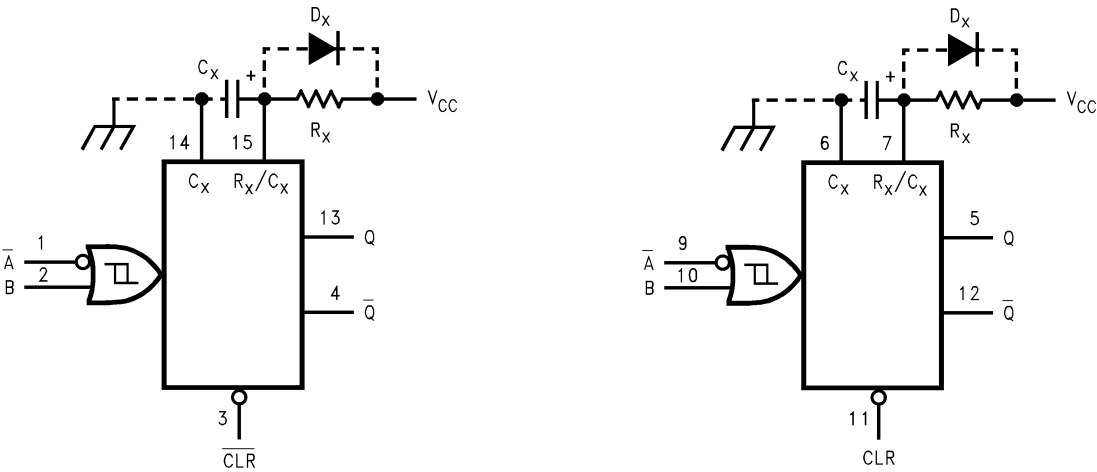 Dx
Cx
+
VCC
Rx
14
15
Cx
Rx/Cx
13
Q
1
A̅
2
B
4
Q̅
3
C̅L̅R̅
Dx
Cx
+
VCC
Rx
6
7
Cx
Rx/Cx
5
Q
9
A̅
10
B
12
Q̅
11
CLR